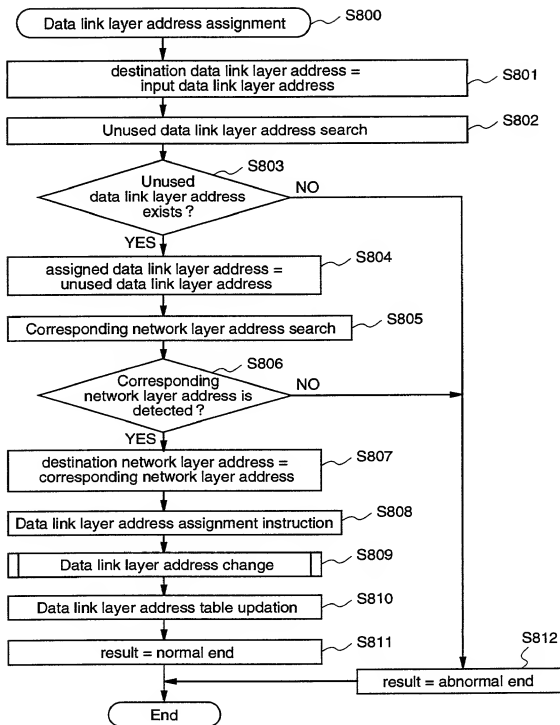 Data link layer address assignment
S800
destination data link layer address =
input data link layer address
S801
Unused data link layer address search
S802
S803
Unused
data link layer address
exists ?
NO
YES
assigned data link layer address =
unused data link layer address
S804
Corresponding network layer address search
S805
S806
Corresponding
network layer address is
detected ?
NO
YES
destination network layer address =
corresponding network layer address
S807
Data link layer address assignment instruction
S808
Data link layer address change
S809
Data link layer address table updation
S810
result = normal end
S811
S812
result = abnormal end
End